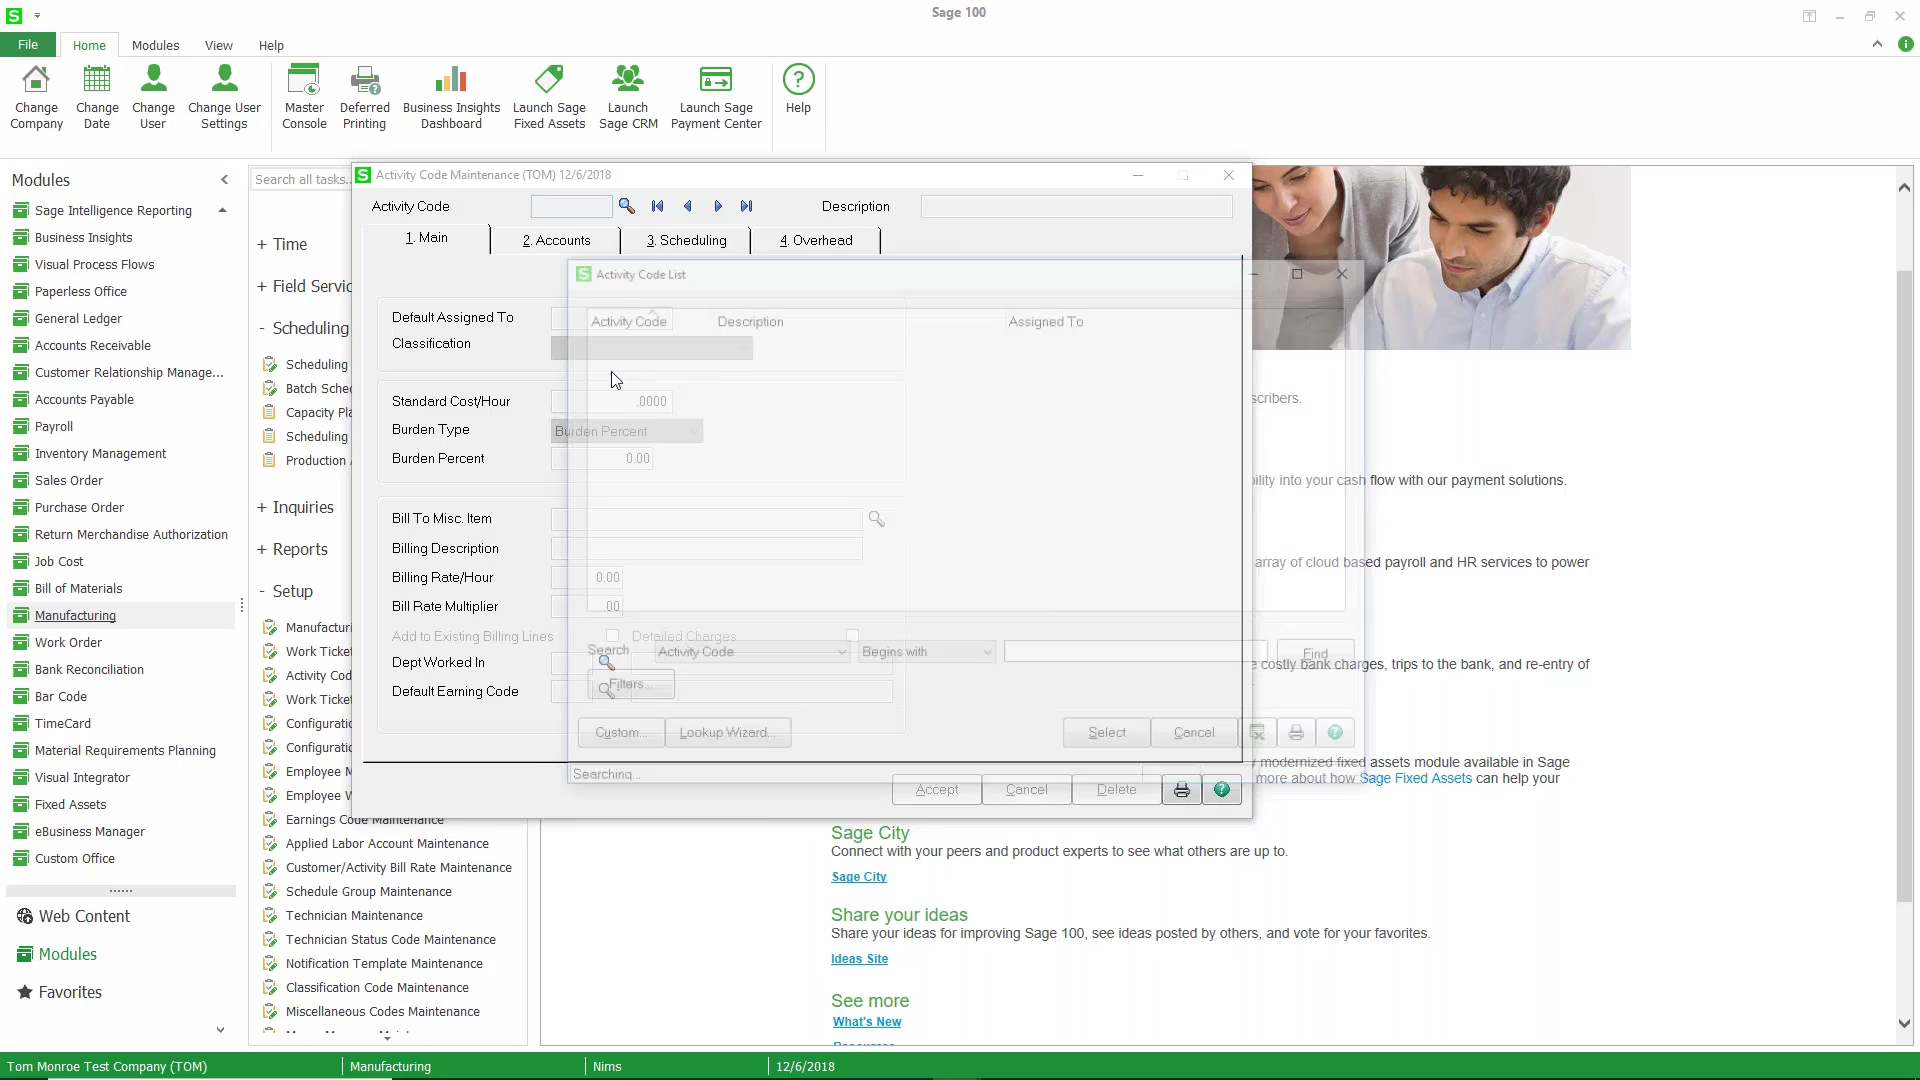 Sage 100
File
Home
Modules
View
Help
Change Company
Change Date
Change User
Change User Settings
Master Console
Deferred Printing
Business Insights Dashboard
Launch Sage Fixed Assets
Launch Sage CRM
Launch Sage Payment Center
Help
Modules
Sage Intelligence Reporting
Business Insights
Visual Process Flows
Paperless Office
General Ledger
Accounts Receivable
Customer Relationship Manage...
Accounts Payable
Payroll
Inventory Management
Sales Order
Purchase Order
Return Merchandise Authorization
Job Cost
Bill of Materials
Manufacturing
Work Order
Bank Reconciliation
Bar Code
TimeCard
Material Requirements Planning
Visual Integrator
Fixed Assets
eBusiness Manager
Custom Office
Web Content
Modules
Favorites
Search all tasks...
+ Time
+ Field Servic
- Scheduling
Scheduling
Batch Sche
Capacity Pla
Scheduling
Production
+ Inquiries
+ Reports
- Setup
Manufacturi
Work Ticket
Activity Cod
Work Ticket
Configuratio
Configuratio
Employee M
Employee W
Earnings Code Maintenance
Applied Labor Account Maintenance
Customer/Activity Bill Rate Maintenance
Schedule Group Maintenance
Technician Maintenance
Technician Status Code Maintenance
Notification Template Maintenance
Classification Code Maintenance
Miscellaneous Codes Maintenance
Activity Code Maintenance (TOM) 12/6/2018
Activity Code
Description
1. Main
2. Accounts
3. Scheduling
4. Overhead
Default Assigned To
Classification
Standard Cost/Hour
.0000
Burden Type
Burden Percent
Burden Percent
0.00
Bill To Misc. Item
Billing Description
Billing Rate/Hour
0.00
Bill Rate Multiplier
00
Add to Existing Billing Lines
Detailed Charges
Dept Worked In
Default Earning Code
Accept
Cancel
Delete
Activity Code List
Activity Code
Description
Assigned To
Search
Activity Code
Begins with
Find
Filters...
Custom...
Lookup Wizard...
Select
Cancel
Searching...
scribers.
ility into your cash flow with our payment solutions.
array of cloud based payroll and HR services to power
costly bank charges, trips to the bank, and re-entry of
modernized fixed assets module available in Sage
more about how Sage Fixed Assets can help your
Sage City
Connect with your peers and product experts to see what others are up to.
Sage City
Share your ideas
Share your ideas for improving Sage 100, see ideas posted by others, and vote for your favorites.
Ideas Site
See more
What's New
Tom Monroe Test Company (TOM)
Manufacturing
Nims
12/6/2018